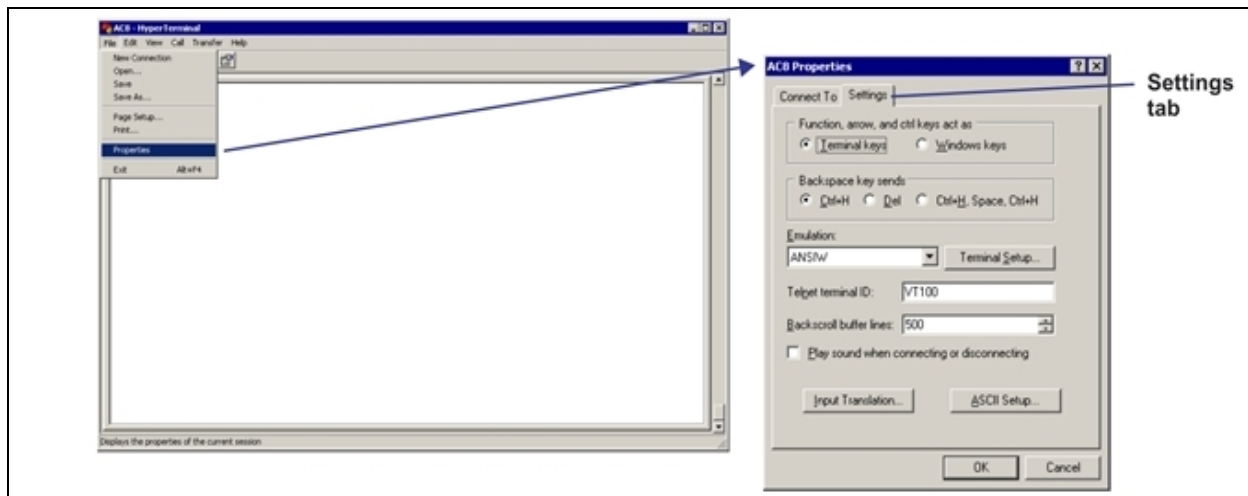 AC8 - HyperTerminal
File Edit View Call Transfer Help
New Connection
Open...
Save
Save As...
Page Setup...
Print...
Properties
Exit Alt+F4
Displays the properties of the current session
AC8 Properties
Connect To Settings
Settings tab
Function, arrow, and ctrl keys act as
Terminal keys Windows keys
Backspace key sends
Ctrl+H Del Ctrl+H, Space, Ctrl+H
Emulation:
ANSIW Terminal Setup...
Telnet terminal ID: VT100
Backscroll buffer lines: 500
Play sound when connecting or disconnecting
Input Translation... ASCII Setup...
OK Cancel